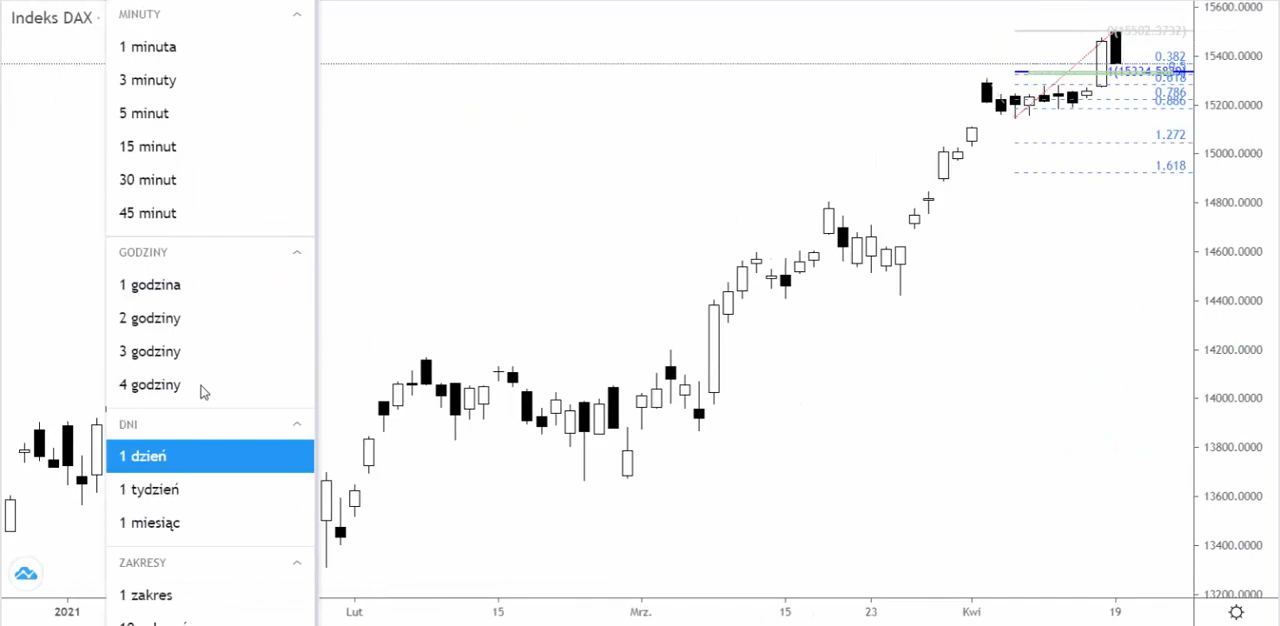 Indeks DAX ·
MINUTY
1 minuta
3 minuty
5 minut
15 minut
30 minut
45 minut
GODZINY
1 godzina
2 godziny
3 godziny
4 godziny
DNI
1 dzień
1 tydzień
1 miesiąc
ZAKRESY
1 zakres
0(15502.3732)
0.382
0.618
0.786
0.886
1.272
1.618
15600.0000
15400.0000
15200.0000
15000.0000
14800.0000
14600.0000
14400.0000
14200.0000
14000.0000
13800.0000
13600.0000
13400.0000
13200.0000
2021
Lut
15
Mrz.
15
23
Kwi
19